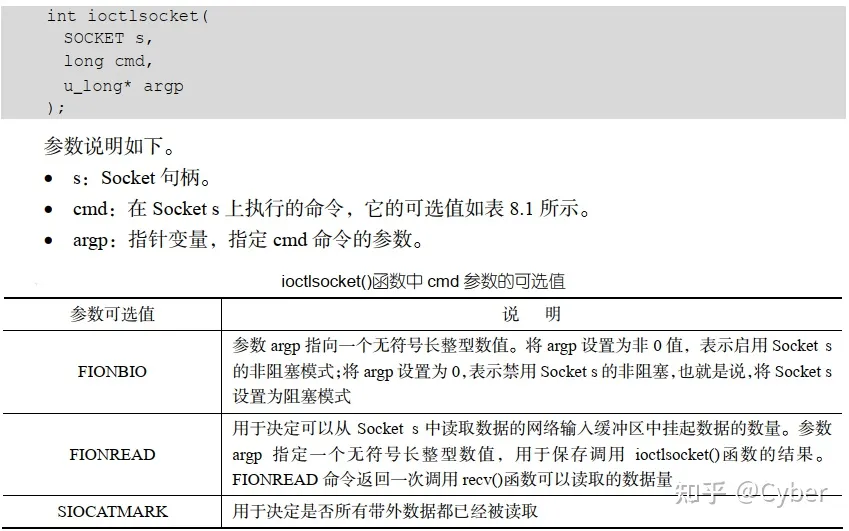 int ioctlsocket(
SOCKET s,
long cmd,
u_long* argp
);
参数说明如下。
● s：Socket 句柄。
● cmd：在 Socket s 上执行的命令，它的可选值如表 8.1 所示。
● argp：指针变量，指定 cmd 命令的参数。
ioctlsocket()函数中 cmd 参数的可选值
参数可选值 说 明
FIONBIO
参数 argp 指向一个无符号长整型数值。将 argp 设置为非 0 值，表示启用 Socket s
的非阻塞模式；将 argp 设置为 0，表示禁用 Socket s 的非阻塞，也就是说，将 Socket s
设置为阻塞模式
FIONREAD
用于决定可以从 Socket s 中读取数据的网络输入缓冲区中挂起数据的数量。参数
argp 指定一个无符号长整型数值，用于保存调用 ioctlsocket()函数的结果。
FIONREAD 命令返回一次调用 recv()函数可以读取的数据量
SIOCATMARK 用于决定是否所有带外数据都已经被读取
知乎 @Cyber